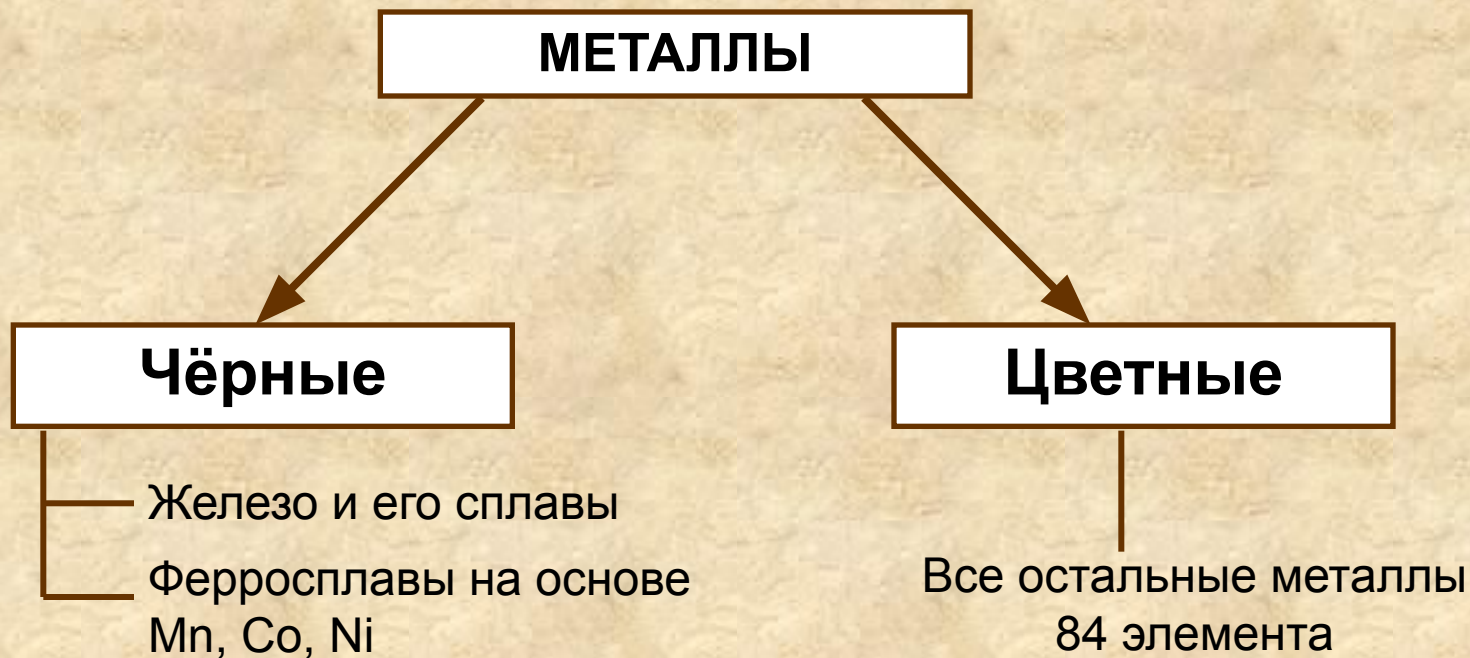 МЕТАЛЛЫ
Чёрные
Железо и его сплавы
Ферросплавы на основе
Mn, Co, Ni
Цветные
Все остальные металлы
84 элемента